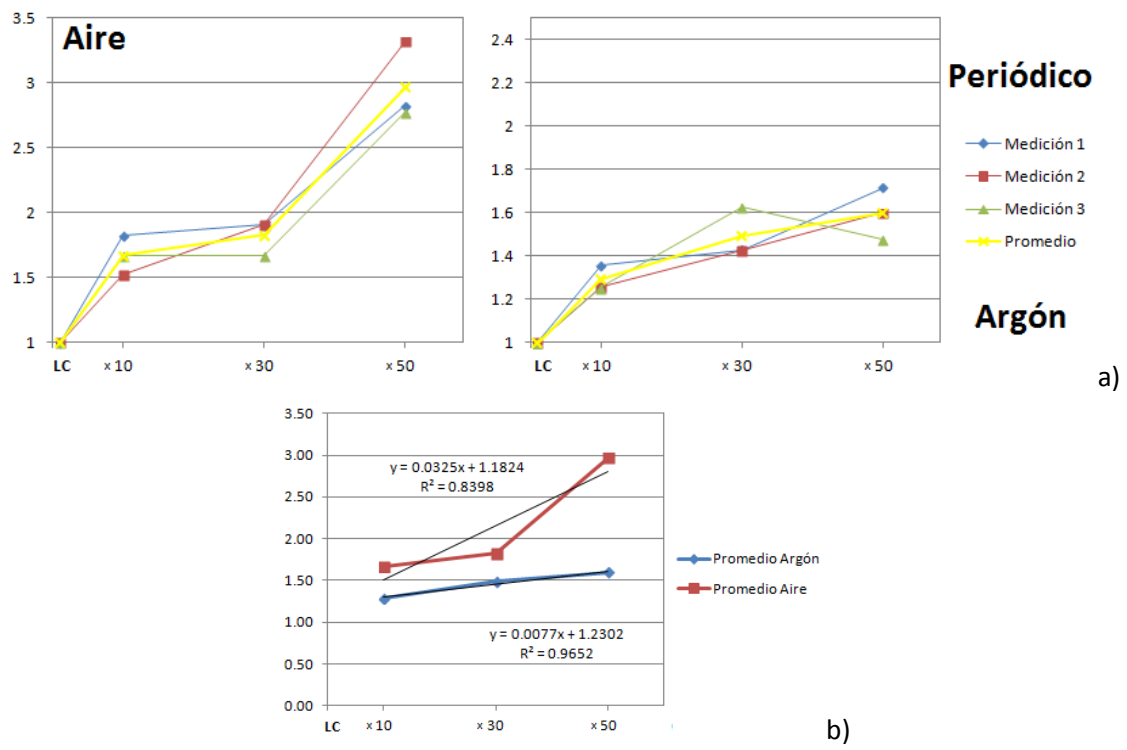 Aire
3.5
3
2.5
2
1.5
1
LC × 10 × 30 × 50
2.4
2.2
2
1.8
1.6
1.4
1.2
1
LC × 10 × 30 × 50
Periódico
Medición 1
Medición 2
Medición 3
Promedio
Argón
a)
3.50
3.00
2.50
2.00
1.50
1.00
0.50
0.00
LC × 10 × 30 × 50
y = 0.0325x + 1.1824
R² = 0.8398
y = 0.0077x + 1.2302
R² = 0.9652
Promedio Argón
Promedio Aire
b)